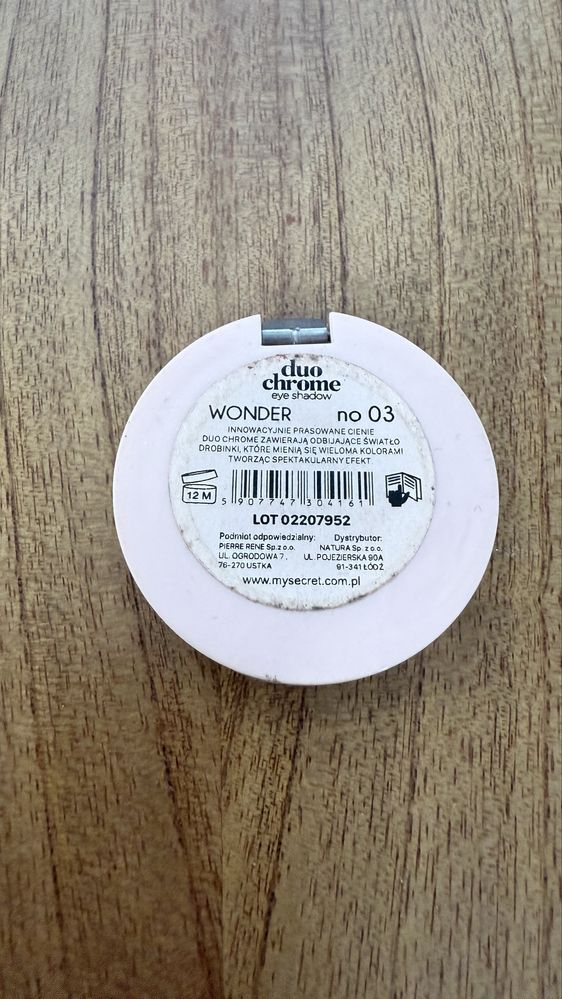 duo
chrome
eye shadow
WONDER no 03
INNOWACYJNIE PRASOWANE CIENIE
DUO CHROME ZAWIERAJĄ ODBIJAJĄCE ŚWIATŁO
DROBINKI, KTÓRE MIENIĄ SIĘ WIELOMA KOLORAMI
TWORZĄC SPEKTAKULARNY EFEKT.
12 M
5 907747 304161
LOT 02207952
Podmiot odpowiedzialny: Dystrybutor:
PIERRE RENE Sp. z o.o. NATURA Sp. z o.o.
UL. OGRODOWA 7, UL. POJEZIERSKA 90A
76-270 USTKA 91-341 ŁÓDŹ
www.mysecret.com.pl